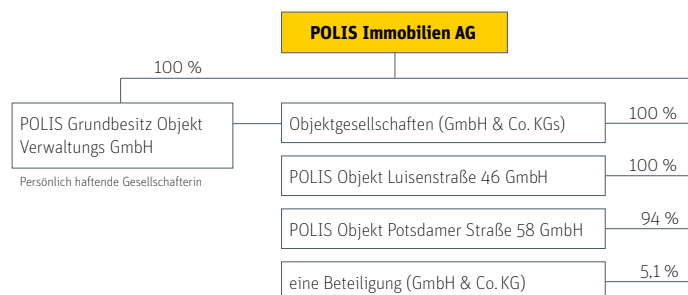 POLIS Immobilien AG
100 %
POLIS Grundbesitz Objekt
Verwaltungs GmbH
Persönlich haftende Gesellschafterin
Objektgesellschaften (GmbH & Co. KGs)
100 %
POLIS Objekt Luisenstraße 46 GmbH
100 %
POLIS Objekt Potsdamer Straße 58 GmbH
94 %
eine Beteiligung (GmbH & Co. KG)
5,1 %